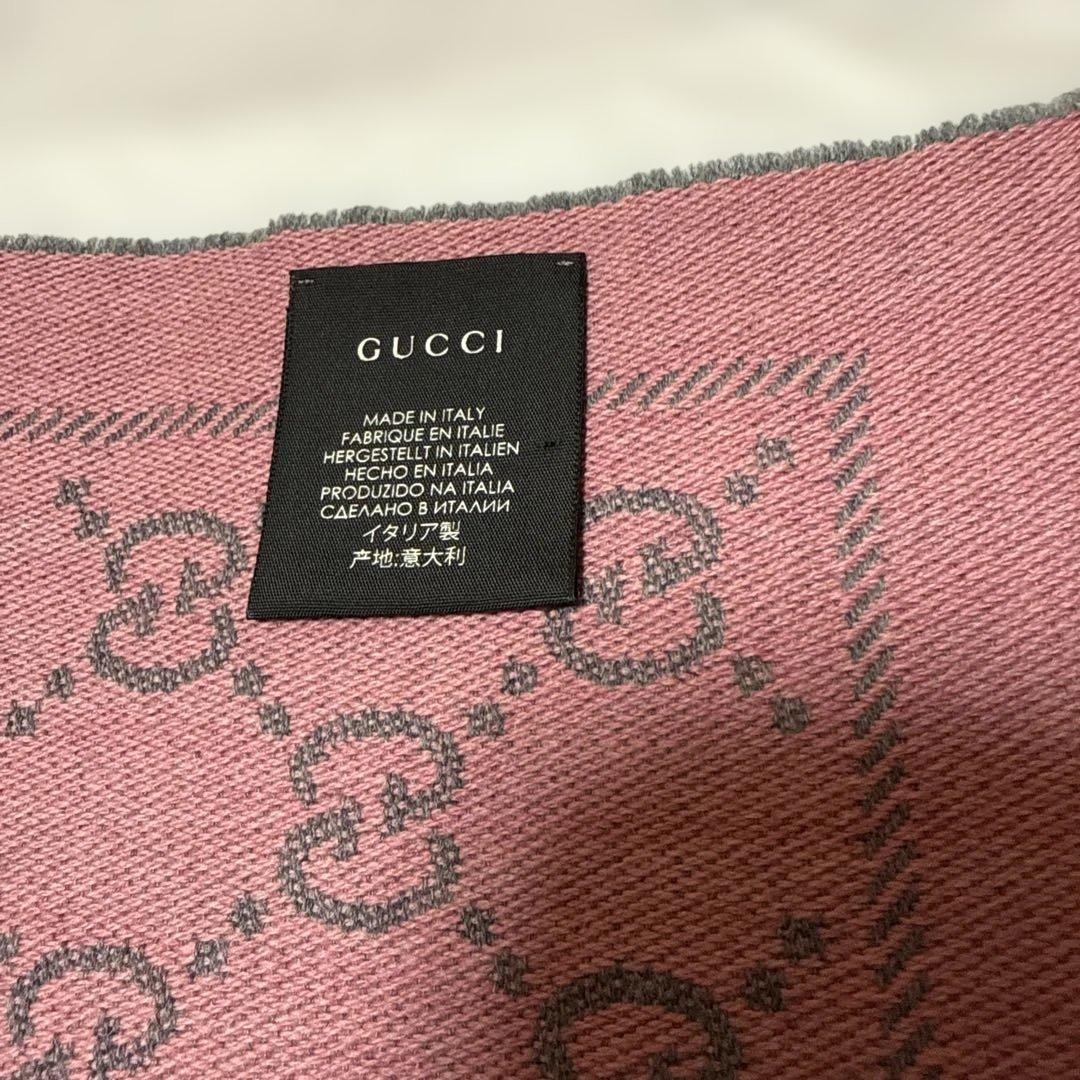 GUCCI
MADE IN ITALY
FABRIQUE EN ITALIE
HERGESTELLT IN ITALIEN
HECHO EN ITALIA
PRODUZIDO NA ITALIA
СДЕЛАНО В ИТАЛИИ
イタリア製
产地:意大利